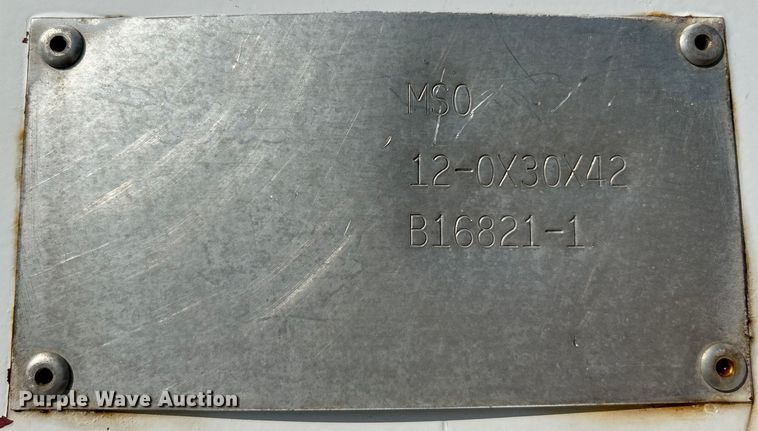 MSO
12-0X30X42
B16821-1
Purple Wave Auction